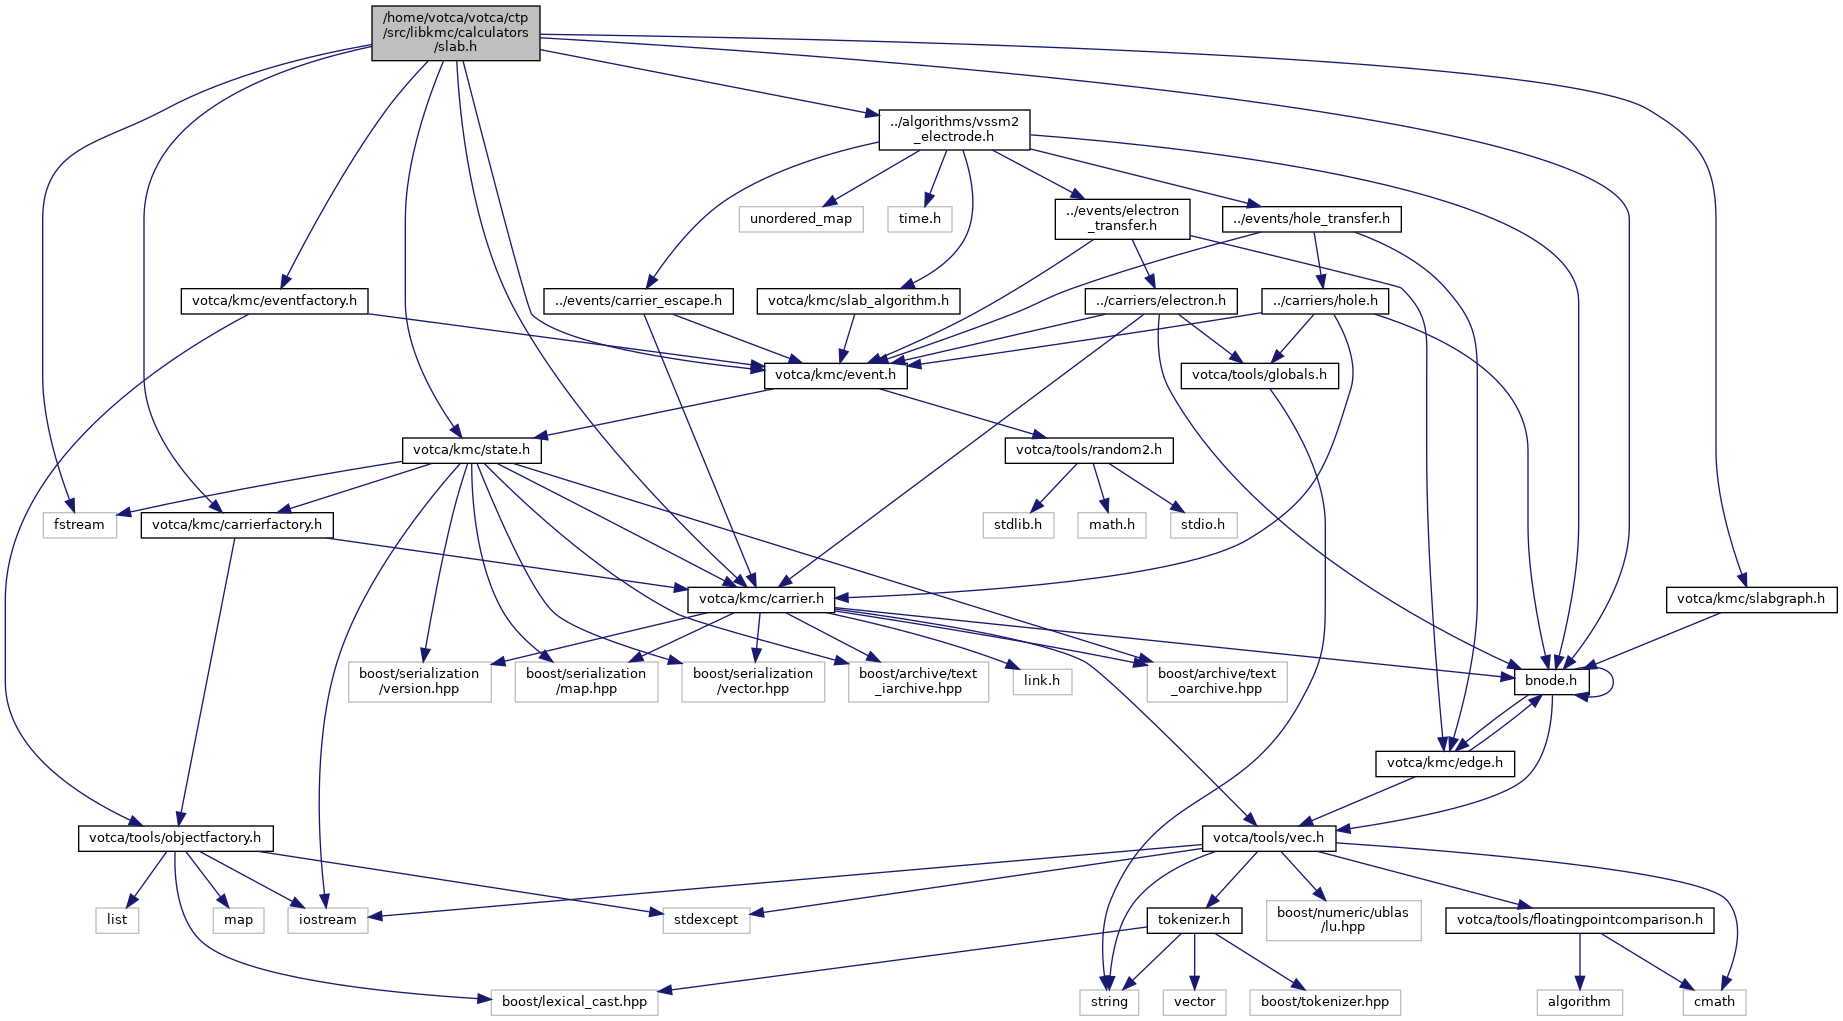 /home/votca/votca/ctp
/src/libkmc/calculators
/slab.h
../algorithms/vssm2
_electrode.h
unordered_map
time.h
../events/electron
_transfer.h
../events/hole_transfer.h
votca/kmc/eventfactory.h
../events/carrier_escape.h
votca/kmc/slab_algorithm.h
../carriers/electron.h
../carriers/hole.h
votca/kmc/event.h
votca/tools/globals.h
votca/kmc/state.h
votca/tools/random2.h
fstream
votca/kmc/carrierfactory.h
stdlib.h
math.h
stdio.h
votca/kmc/carrier.h
votca/kmc/slabgraph.h
boost/serialization
/version.hpp
boost/serialization
/map.hpp
boost/serialization
/vector.hpp
boost/archive/text
_iarchive.hpp
link.h
boost/archive/text
_oarchive.hpp
bnode.h
votca/kmc/edge.h
votca/tools/objectfactory.h
votca/tools/vec.h
list
map
iostream
stdexcept
tokenizer.h
boost/numeric/ublas
/lu.hpp
votca/tools/floatingpointcomparison.h
boost/lexical_cast.hpp
string
vector
boost/tokenizer.hpp
algorithm
cmath